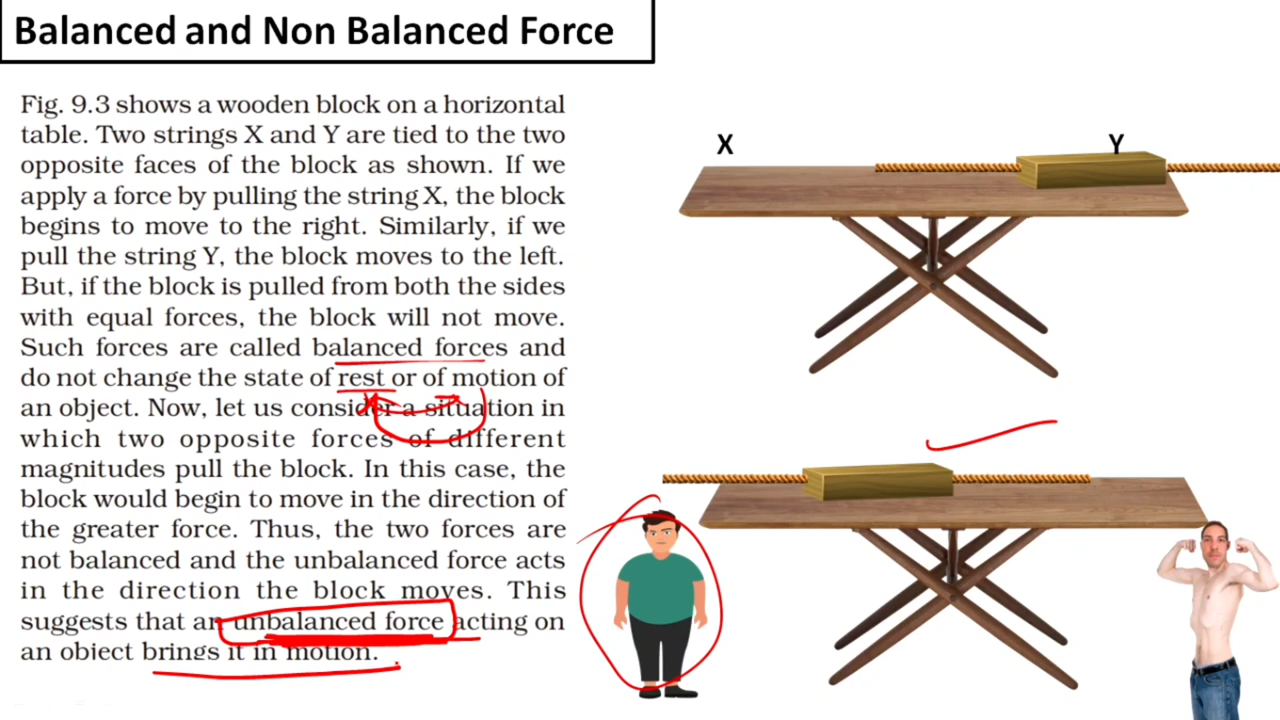 Balanced and Non Balanced Force
Fig. 9.3 shows a wooden block on a horizontal
table. Two strings X and Y are tied to the two
opposite faces of the block as shown. If we
apply a force by pulling the string X, the block
begins to move to the right. Similarly, if we
pull the string Y, the block moves to the left.
But, if the block is pulled from both the sides
with equal forces, the block will not move.
Such forces are called balanced forces and
do not change the state of rest or of motion of
an object. Now, let us consider a situation in
which two opposite forces of different
magnitudes pull the block. In this case, the
block would begin to move in the direction of
the greater force. Thus, the two forces are
not balanced and the unbalanced force acts
in the direction the block moves. This
suggests that an unbalanced force acting on
an object brings it in motion.
X
Y